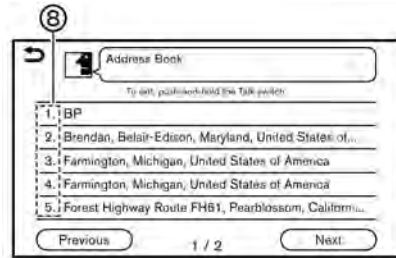 8
Address Book
To exit, push and hold the Talk switch
1. BP
2. Brendan, Belair-Edison, Maryland, United States of...
3. Farmington, Michigan, United States of America
4. Farmington, Michigan, United States of America
5. Forest Highway Route FH61, Pearblossom, Californi...
Previous
1 / 2
Next